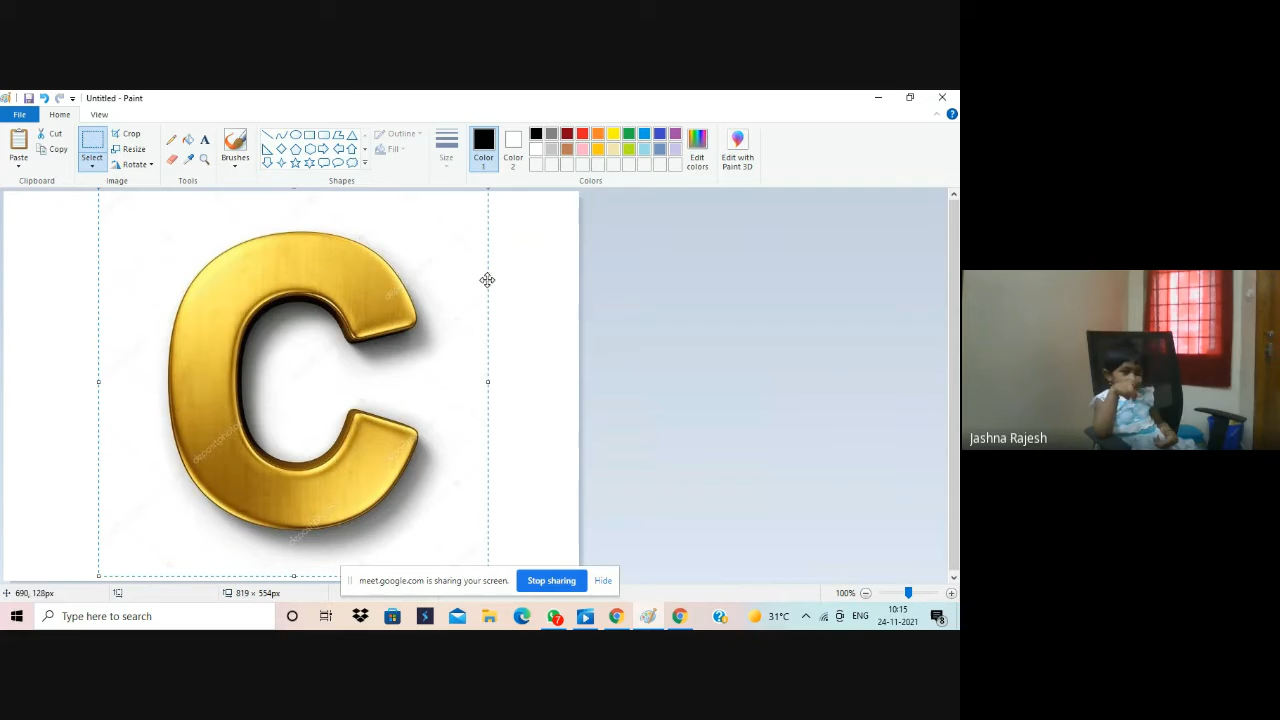 Untitled - Paint
File Home View
Paste
Cut
Copy
Clipboard
Select
Crop
Resize
Rotate
Image
Tools
Brushes
Shapes
Outline
Fill
Size
Color 1
Color 2
Edit colors
Edit with Paint 3D
Colors
C
depositphotos
meet.google.com is sharing your screen. Stop sharing Hide
690, 128px
819 × 554px
100%
Type here to search
7
31°C
ENG
10:15
24-11-2021
8
Jashna Rajesh